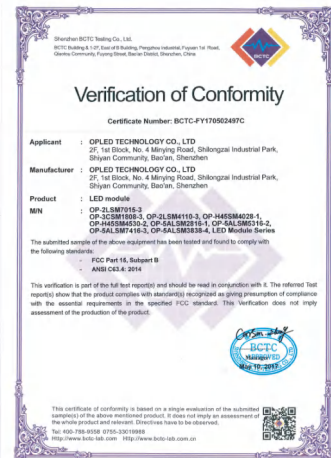 Shenzhen BCTC Testing Co., Ltd.
BCTC Building & 1-2F, East of B Building, Pengzhou Industrial, Fuyuan 1st Road,
Qiaotou Community, Fuyong Street, Bao'an District, Shenzhen, China
BCTC
Verification of Conformity
Certificate Number: BCTC-FY170502497C
Applicant : OPLED TECHNOLOGY CO., LTD
2F, 1st Block, No. 4 Minying Road, Shilongzai Industrial Park,
Shiyan Community, Bao'an, Shenzhen
Manufacturer : OPLED TECHNOLOGY CO., LTD
2F, 1st Block, No. 4 Minying Road, Shilongzai Industrial Park,
Shiyan Community, Bao'an, Shenzhen
Product : LED module
M/N : OP-2LSM7015-3
OP-3CSM1808-3, OP-2LSM4110-3, OP-H45SM4028-1,
OP-H45SM4530-2, OP-5ALSM2816-1, OP-5ALSM5316-2,
OP-5ALSM7416-3, OP-5ALSM3838-4, LED Module Series
The submitted sample of the above equipment has been tested and found to comply with
the following standards:
- FCC Part 15, Subpart B
- ANSI C63.4: 2014
This verification is part of the full test report(s) and should be read in conjunction with it. The referred Test
report(s) show that the product complies with standard(s) recognized as giving presumption of compliance
with the essential requirements in the specified FCC standard. This Verification does not imply
assessment of the production of the product.
BCTC
Manager
APPROVED
May 10, 2017
This certificate of conformity is based on a single evaluation of the submitted
sample(s) of the above mentioned product. It does not imply an assessment of
the whole product and relevant. Directives have to be observed.
Tel: 400-788-9558 0755-33019988
Http://www.bctc-lab.com Http://www.bctc-lab.com.cn